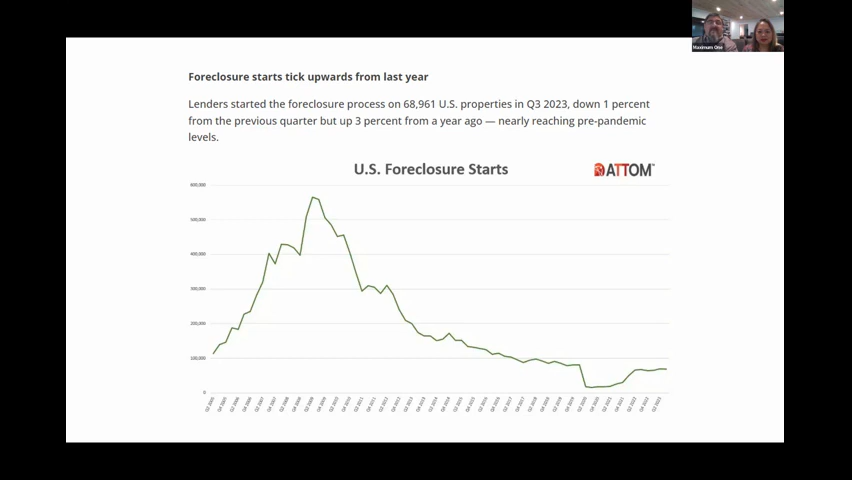 Maximum One
Foreclosure starts tick upwards from last year
Lenders started the foreclosure process on 68,961 U.S. properties in Q3 2023, down 1 percent
from the previous quarter but up 3 percent from a year ago — nearly reaching pre-pandemic
levels.
U.S. Foreclosure Starts
ATTOM
600,000
500,000
400,000
300,000
200,000
100,000
0